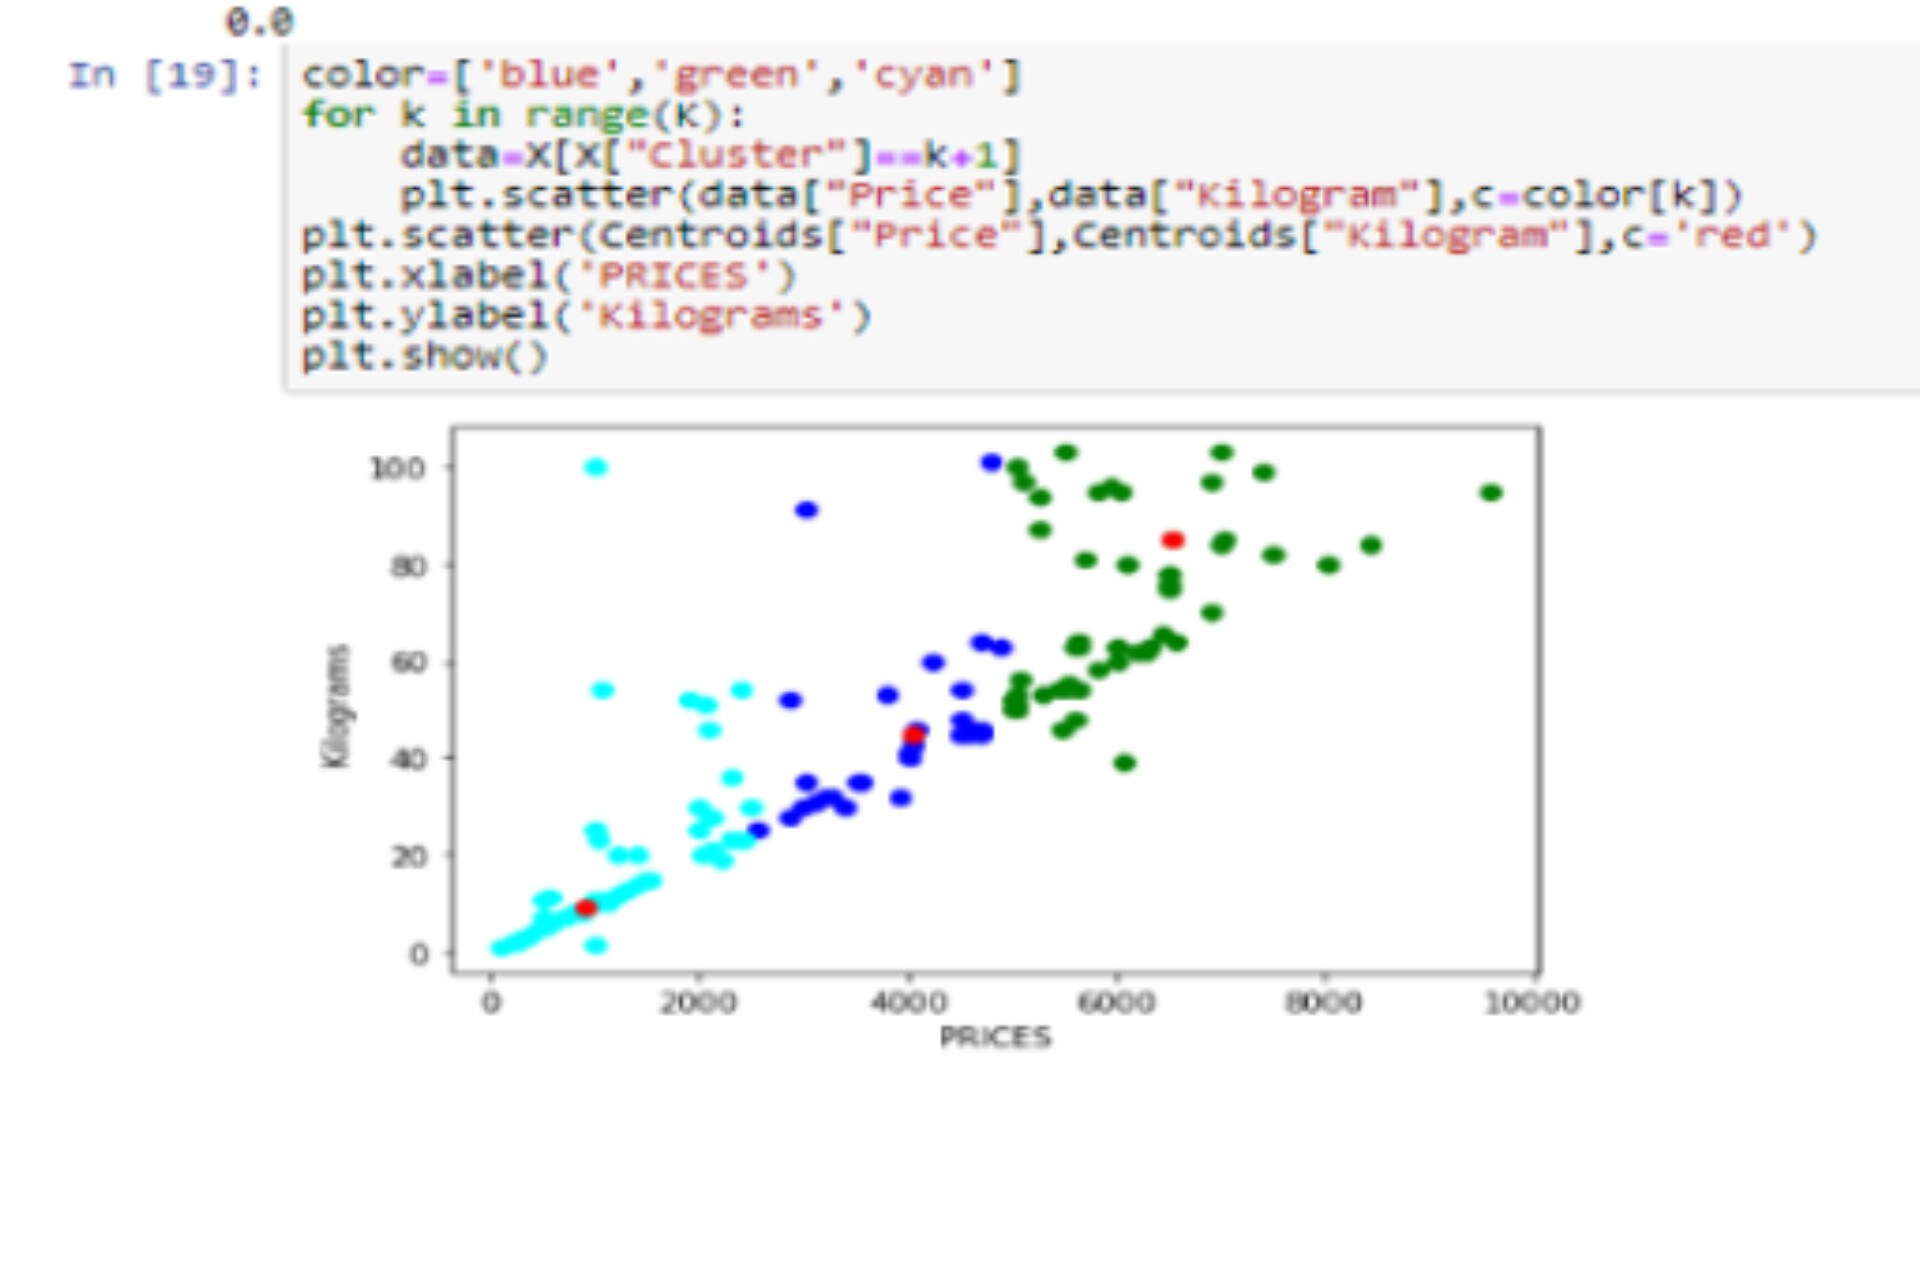 0.0
In [19]: color=['blue','green','cyan']
for k in range(K):
    data=X[X["Cluster"]==k+1]
    plt.scatter(data["Price"],data["Kilogram"],c=color[k])
plt.scatter(Centroids["Price"],Centroids["Kilogram"],c='red')
plt.xlabel('PRICES')
plt.ylabel('Kilograms')
plt.show()
100
80
60
40
20
0
Kilograms
0 2000 4000 6000 8000 10000
PRICES